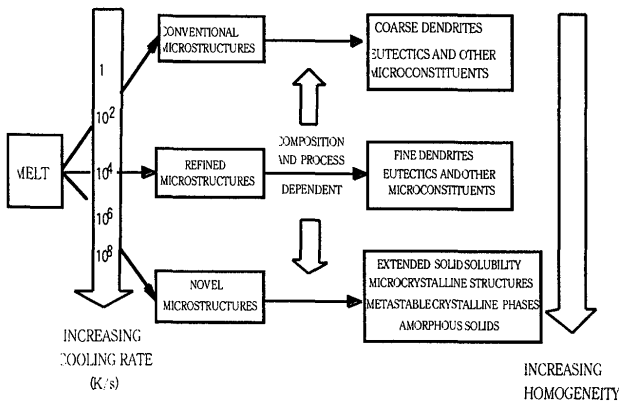 MELT
1
10²
10⁴
10⁶
10⁸
INCREASING
COOLING RATE
(K/s)
CONVENTIONAL
MICROSTRUCTURES
REFINED
MICROSTRUCTURES
NOVEL
MICROSTRUCTURES
COMPOSITION
AND PROCESS
DEPENDENT
COARSE DENDRITES
EUTECTICS AND OTHER
MICROCONSTITUENTS
FINE DENDRITES
EUTECTICS AND OTHER
MICROCONSTITUENTS
EXTENDED SOLID SOLUBILITY
MICROCRYSTALLINE STRUCTURES
METASTABLE CRYSTALLINE PHASES
AMORPHOUS SOLIDS
INCREASING
HOMOGENEITY